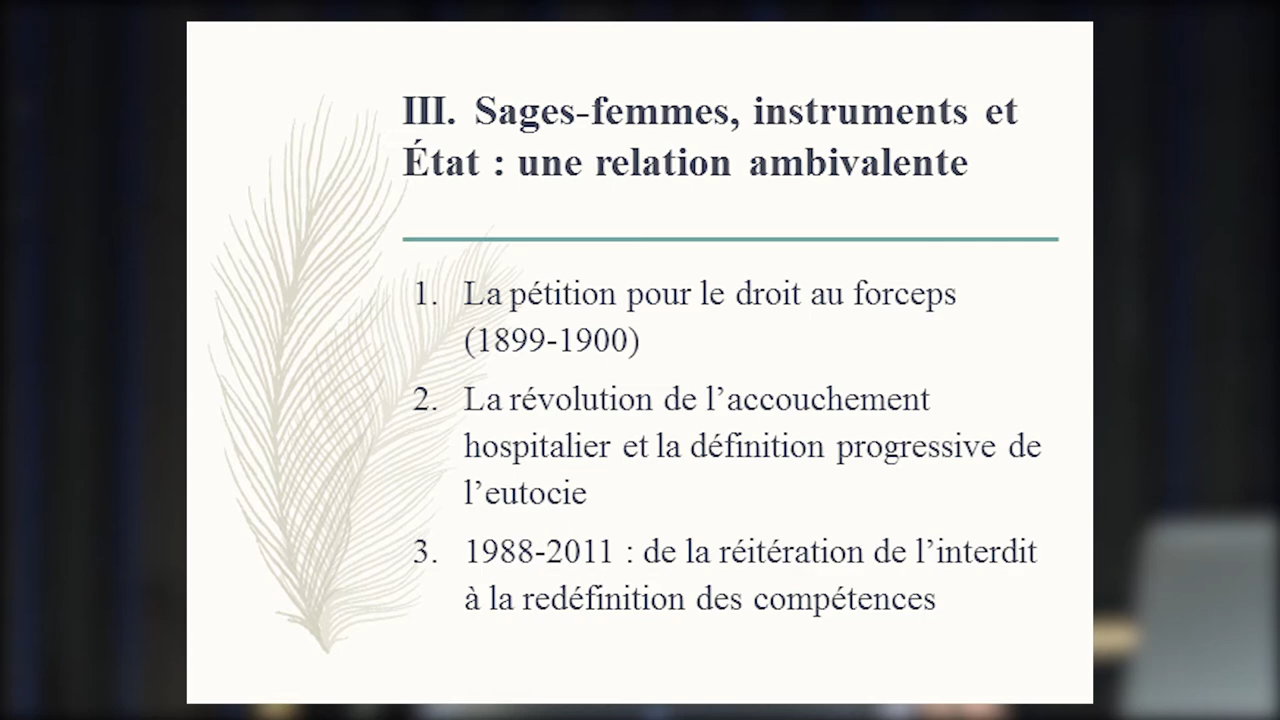 III. Sages-femmes, instruments et
État : une relation ambivalente
1. La pétition pour le droit au forceps
(1899-1900)
2. La révolution de l’accouchement
hospitalier et la définition progressive de
l’eutocie
3. 1988-2011 : de la réitération de l’interdit
à la redéfinition des compétences